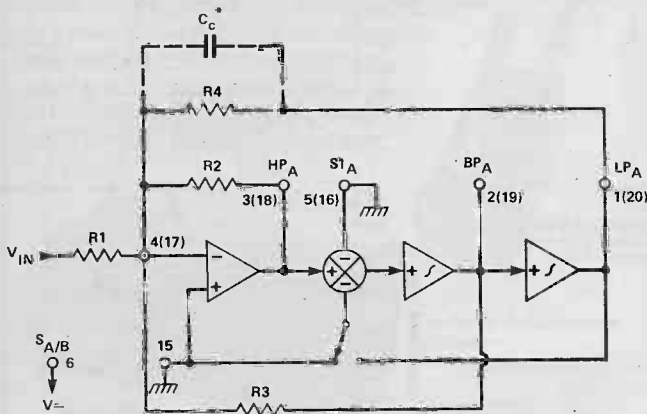 C_c*
R4
R2
HP_A
S1_A
BP_A
LP_A
3(18)
5(16)
2(19)
1(20)
R1
4(17)
V_IN
−
+
+
−
−
+ ∫
+ ∫
15
S_A/B
6
V−
R3